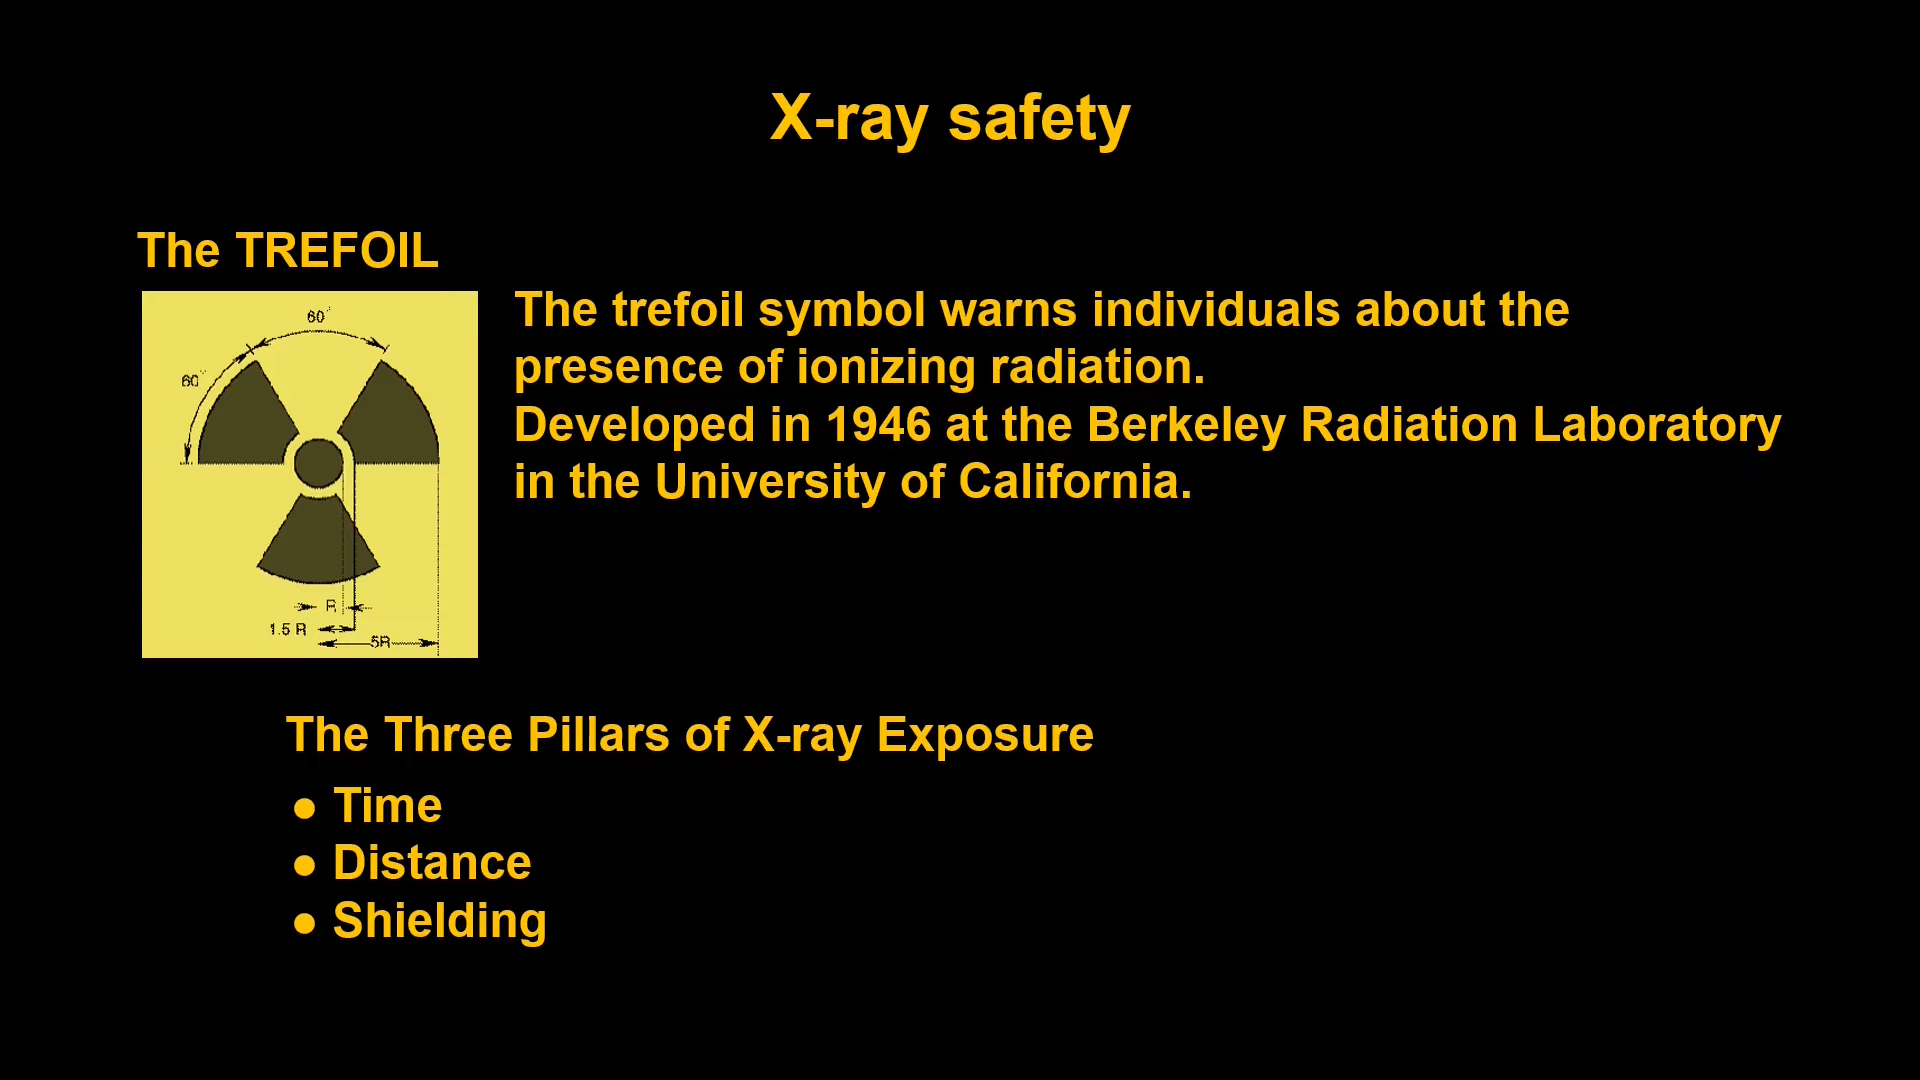 X-ray safety
The TREFOIL
60°
60°
R
1.5 R
5R
The trefoil symbol warns individuals about the
presence of ionizing radiation.
Developed in 1946 at the Berkeley Radiation Laboratory
in the University of California.
The Three Pillars of X-ray Exposure
● Time
● Distance
● Shielding